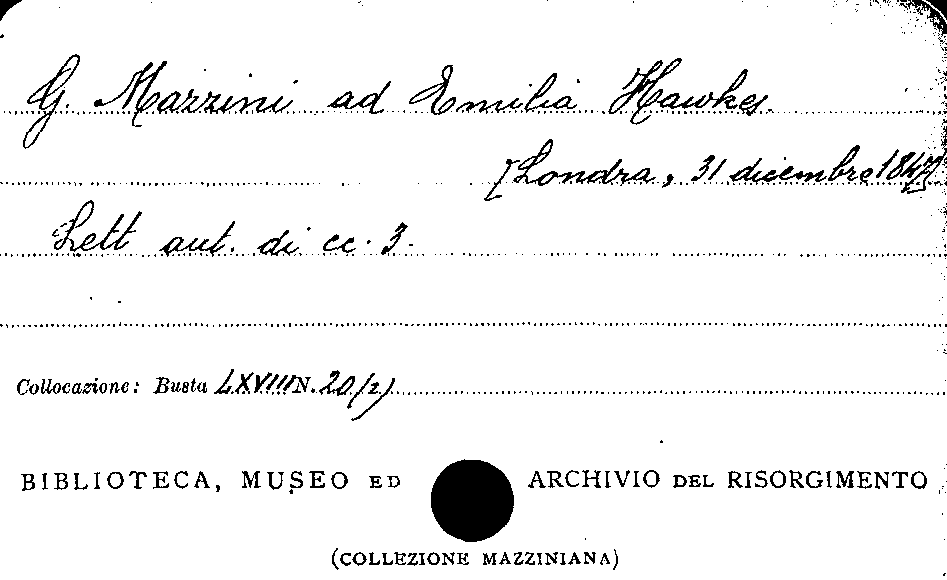 G. Mazzini ad Emilia Hawkes.
[Londra, 31 dicembre 1847]
Lett aut. di cc. 3.
Collocazione: Busta LXVIII N. 20/2)
BIBLIOTECA, MUSEO ED ARCHIVIO DEL RISORGIMENTO
(COLLEZIONE MAZZINIANA)